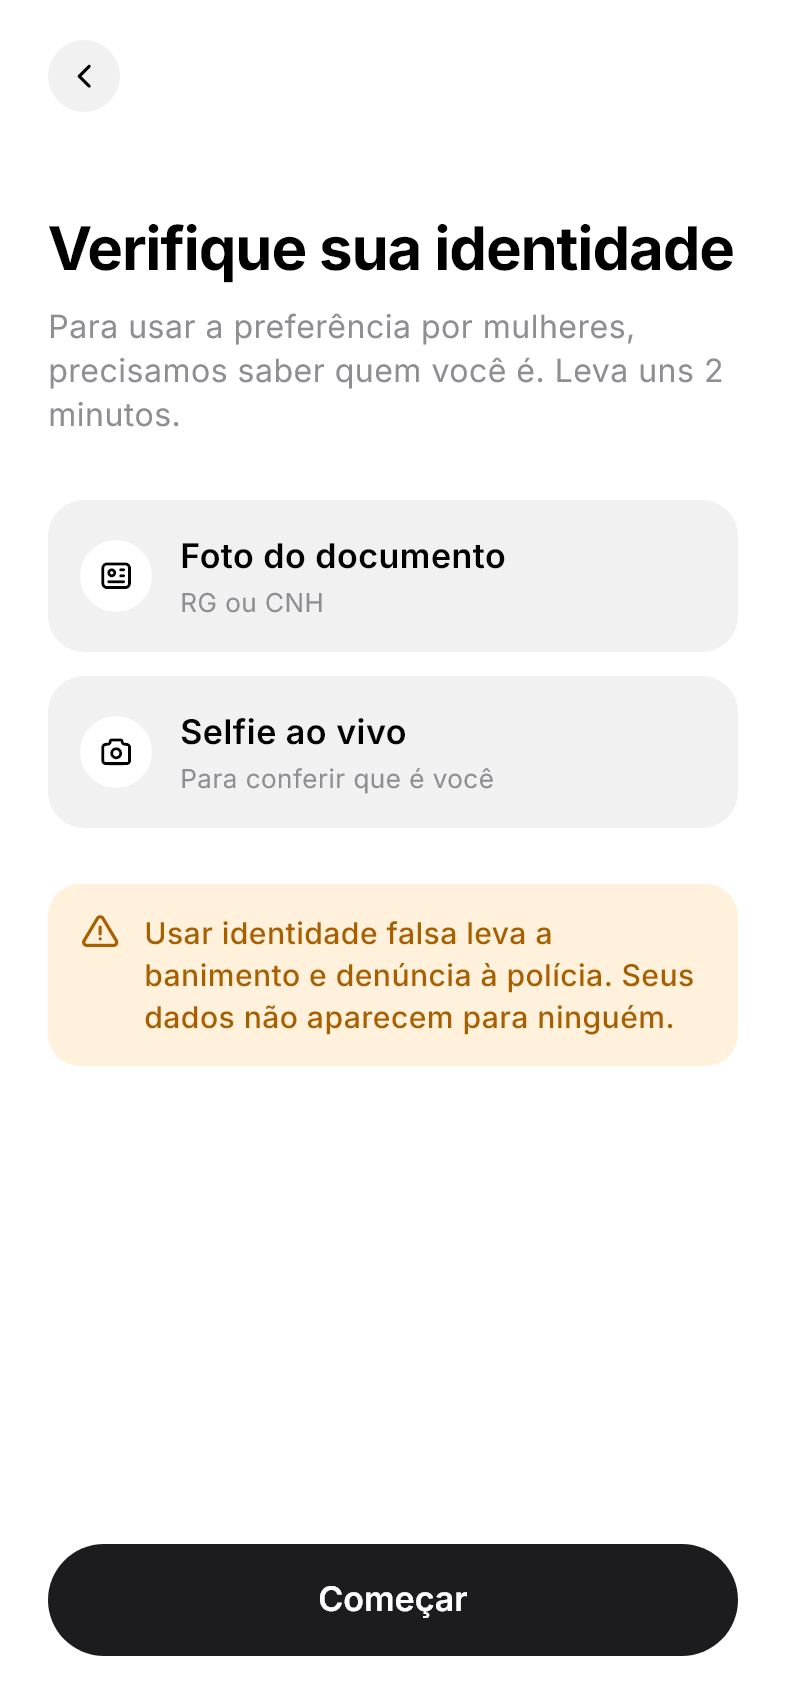 Verifique sua identidade
Para usar a preferência por mulheres,
precisamos saber quem você é. Leva uns 2
minutos.
Foto do documento
RG ou CNH
Selfie ao vivo
Para conferir que é você
Usar identidade falsa leva a
banimento e denúncia à polícia. Seus
dados não aparecem para ninguém.
Começar